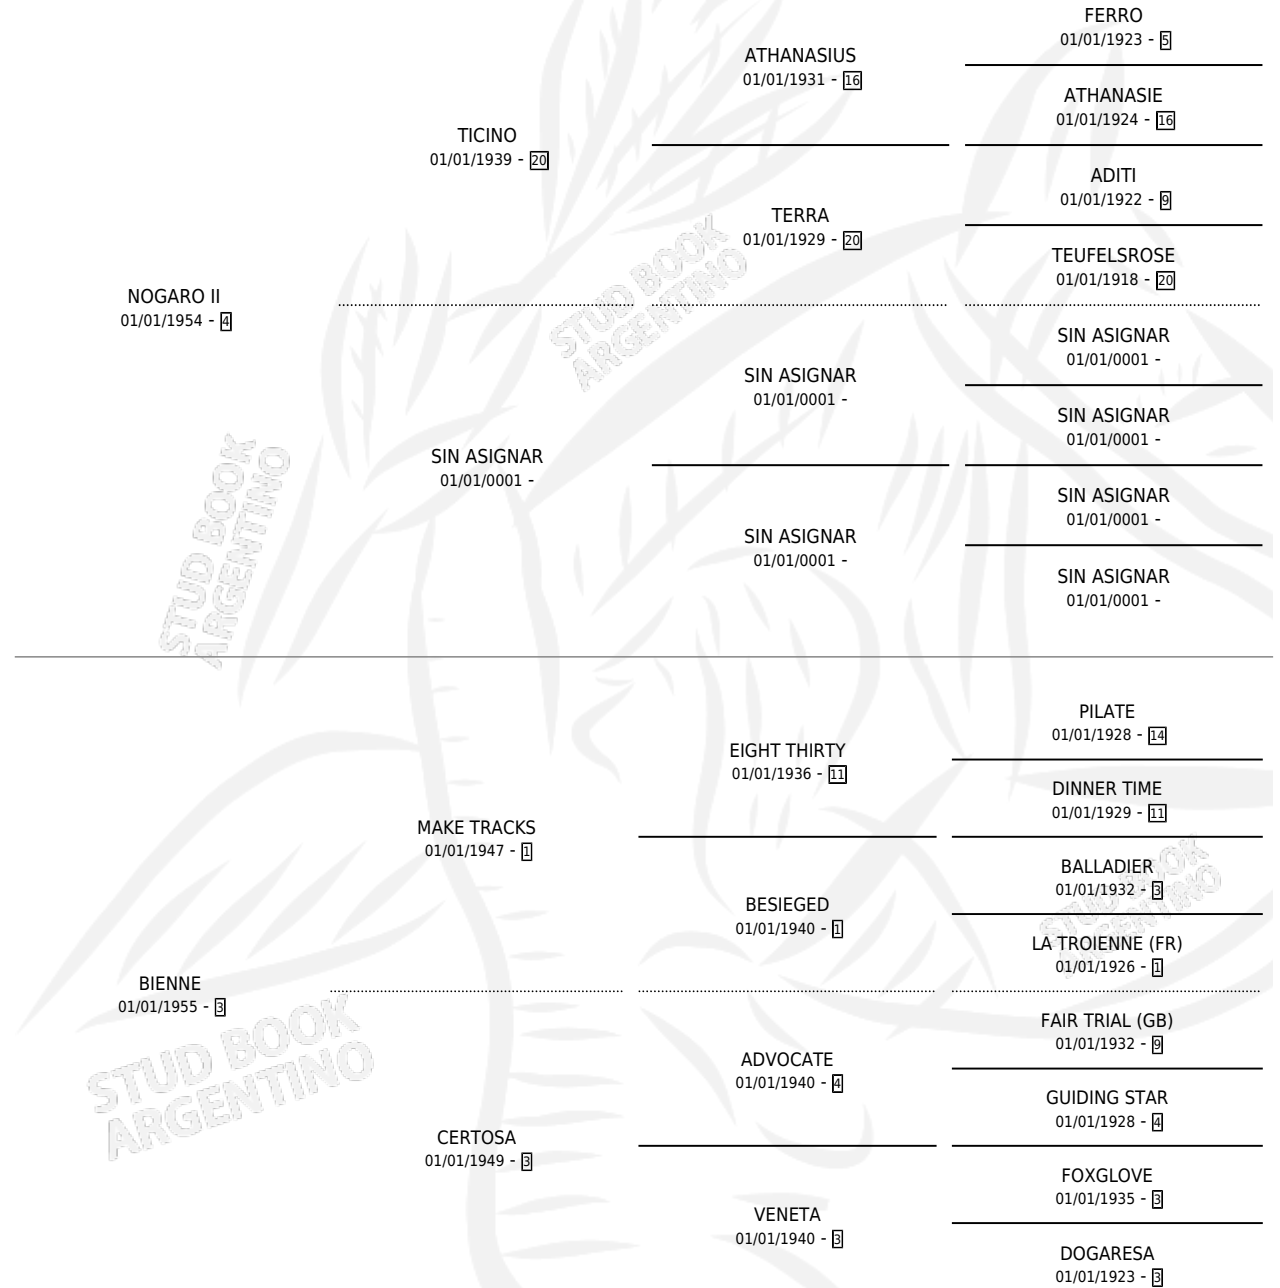 FERRO
01/01/1923 - 5
ATHANASIUS
01/01/1931 - 16
ATHANASIE
01/01/1924 - 16
TICINO
01/01/1939 - 20
ADITI
01/01/1922 - 9
TERRA
01/01/1929 - 20
TEUFELSROSE
01/01/1918 - 20
NOGARO II
01/01/1954 - 4
SIN ASIGNAR
01/01/0001 -
SIN ASIGNAR
01/01/0001 -
SIN ASIGNAR
01/01/0001 -
SIN ASIGNAR
01/01/0001 -
SIN ASIGNAR
01/01/0001 -
SIN ASIGNAR
01/01/0001 -
SIN ASIGNAR
01/01/0001 -
STUD BOOK
ARGENTINO
STUD BOOK
ARGENTINO
PILATE
01/01/1928 - 14
EIGHT THIRTY
01/01/1936 - 11
DINNER TIME
01/01/1929 - 11
MAKE TRACKS
01/01/1947 - 1
BALLADIER
01/01/1932 - 3
BESIEGED
01/01/1940 - 1
LA TROIENNE (FR)
01/01/1926 - 1
BIENNE
01/01/1955 - 3
FAIR TRIAL (GB)
01/01/1932 - 9
ADVOCATE
01/01/1940 - 4
GUIDING STAR
01/01/1928 - 4
CERTOSA
01/01/1949 - 3
FOXGLOVE
01/01/1935 - 3
VENETA
01/01/1940 - 3
DOGARESA
01/01/1923 - 3
STUD BOOK
ARGENTINO
STUD BOOK
ARGENTINO